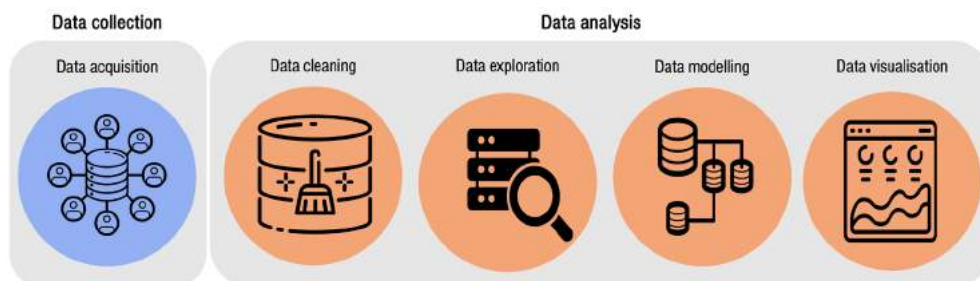 Data collection
Data analysis
Data acquisition
Data cleaning
Data exploration
Data modelling
Data visualisation